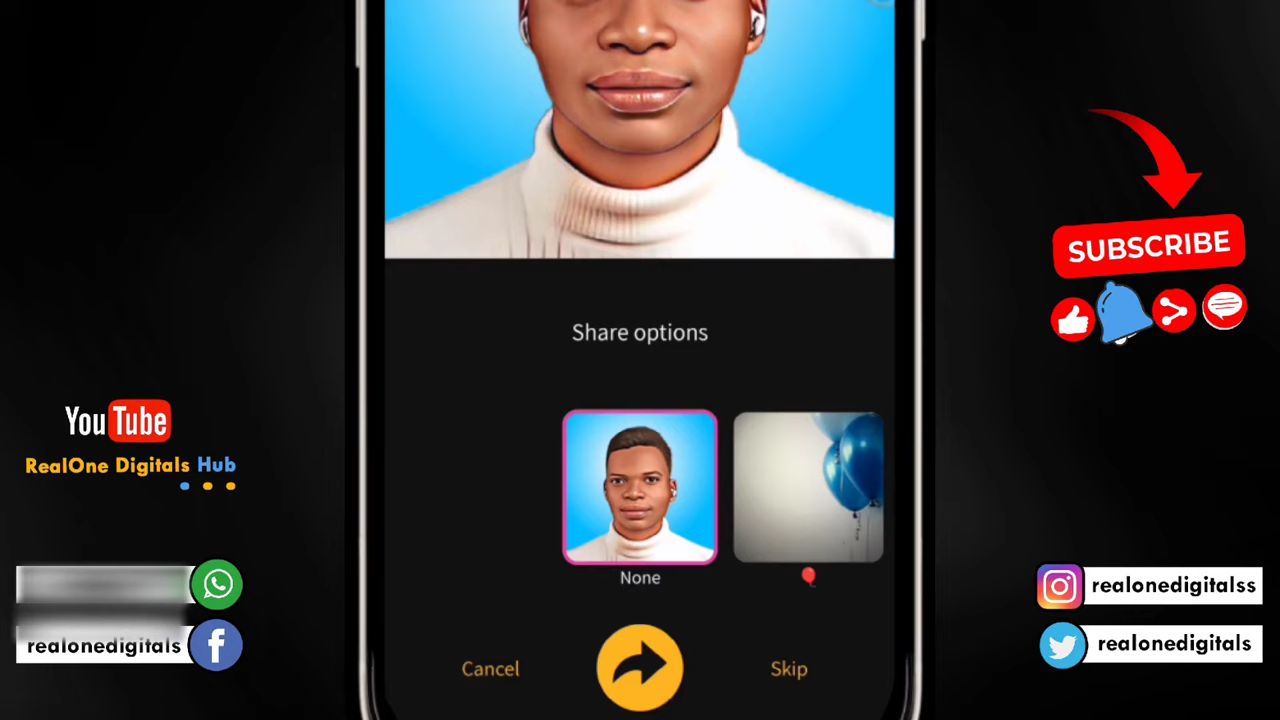 SUBSCRIBE
Share options
YouTube
RealOne Digitals Hub
None
realonedigitals
Cancel
Skip
realonedigitalss
realonedigitals